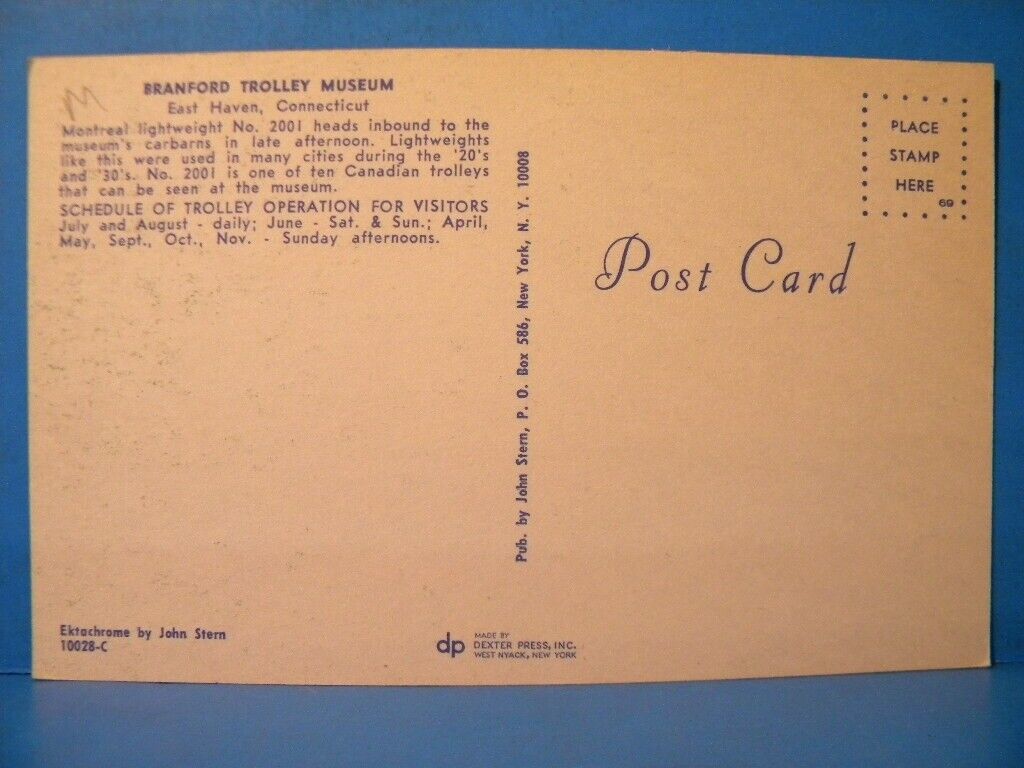 M
BRANFORD TROLLEY MUSEUM
East Haven, Connecticut
Montreal lightweight No. 2001 heads inbound to the
museum's carbarns in late afternoon. Lightweights
like this were used in many cities during the '20's
and '30's. No. 2001 is one of ten Canadian trolleys
that can be seen at the museum.
SCHEDULE OF TROLLEY OPERATION FOR VISITORS
July and August - daily; June - Sat. & Sun.; April,
May, Sept., Oct., Nov. - Sunday afternoons.
Ektachrome by John Stern
10028-C
Pub. by John Stern, P. O. Box 586, New York, N. Y. 10008
dp
MADE BY
DEXTER PRESS, INC.
WEST NYACK, NEW YORK
PLACE
STAMP
HERE
69
Post Card